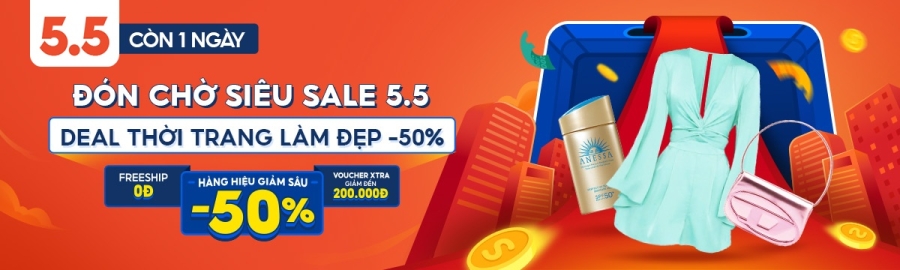 5.5 CÒN 1 NGÀY
ĐÓN CHỜ SIÊU SALE 5.5
DEAL THỜI TRANG LÀM ĐẸP -50%
FREESHIP
0Đ
HÀNG HIỆU GIẢM SÂU
-50%
VOUCHER XTRA
GIẢM ĐẾN
200.000Đ
ANESSA